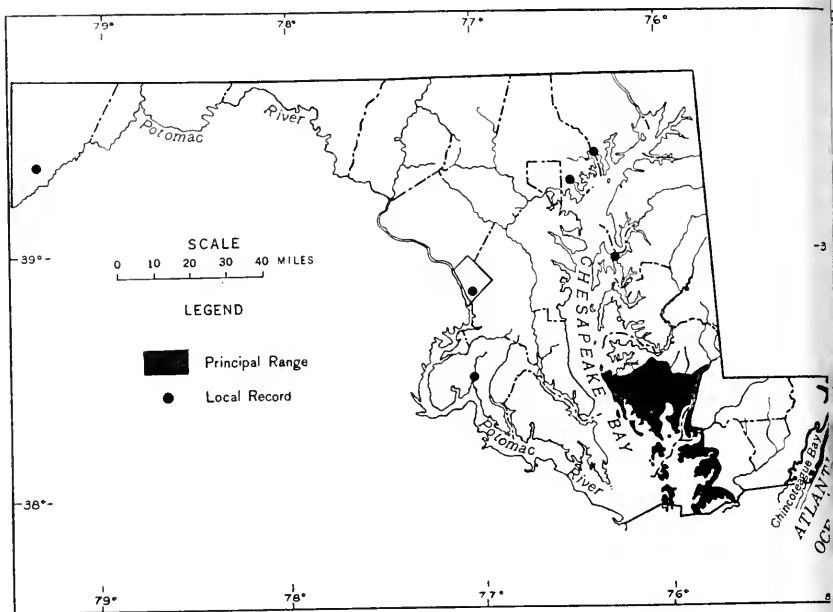 79° 78° 77° 76°
Potomac River
39°
3
SCALE
0 10 20 30 40 MILES
LEGEND
Principal Range
Local Record
CHESAPEAKE BAY
Potomac River
38°
Chincoteague Bay
79° 78° 77° 76°